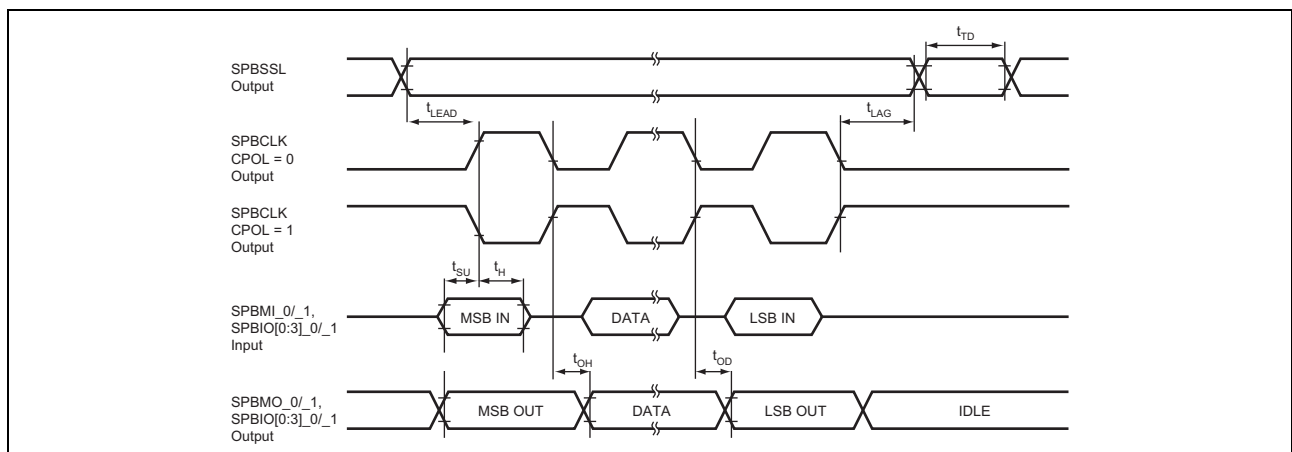 tTD
SPBSSL
Output
tLEAD
tLAG
SPBCLK
CPOL = 0
Output
SPBCLK
CPOL = 1
Output
tSU
tH
SPBMI_0/_1,
SPBIO[0:3]_0/_1
Input
MSB IN
DATA
LSB IN
tOH
tOD
SPBMO_0/_1,
SPBIO[0:3]_0/_1
Output
MSB OUT
DATA
LSB OUT
IDLE